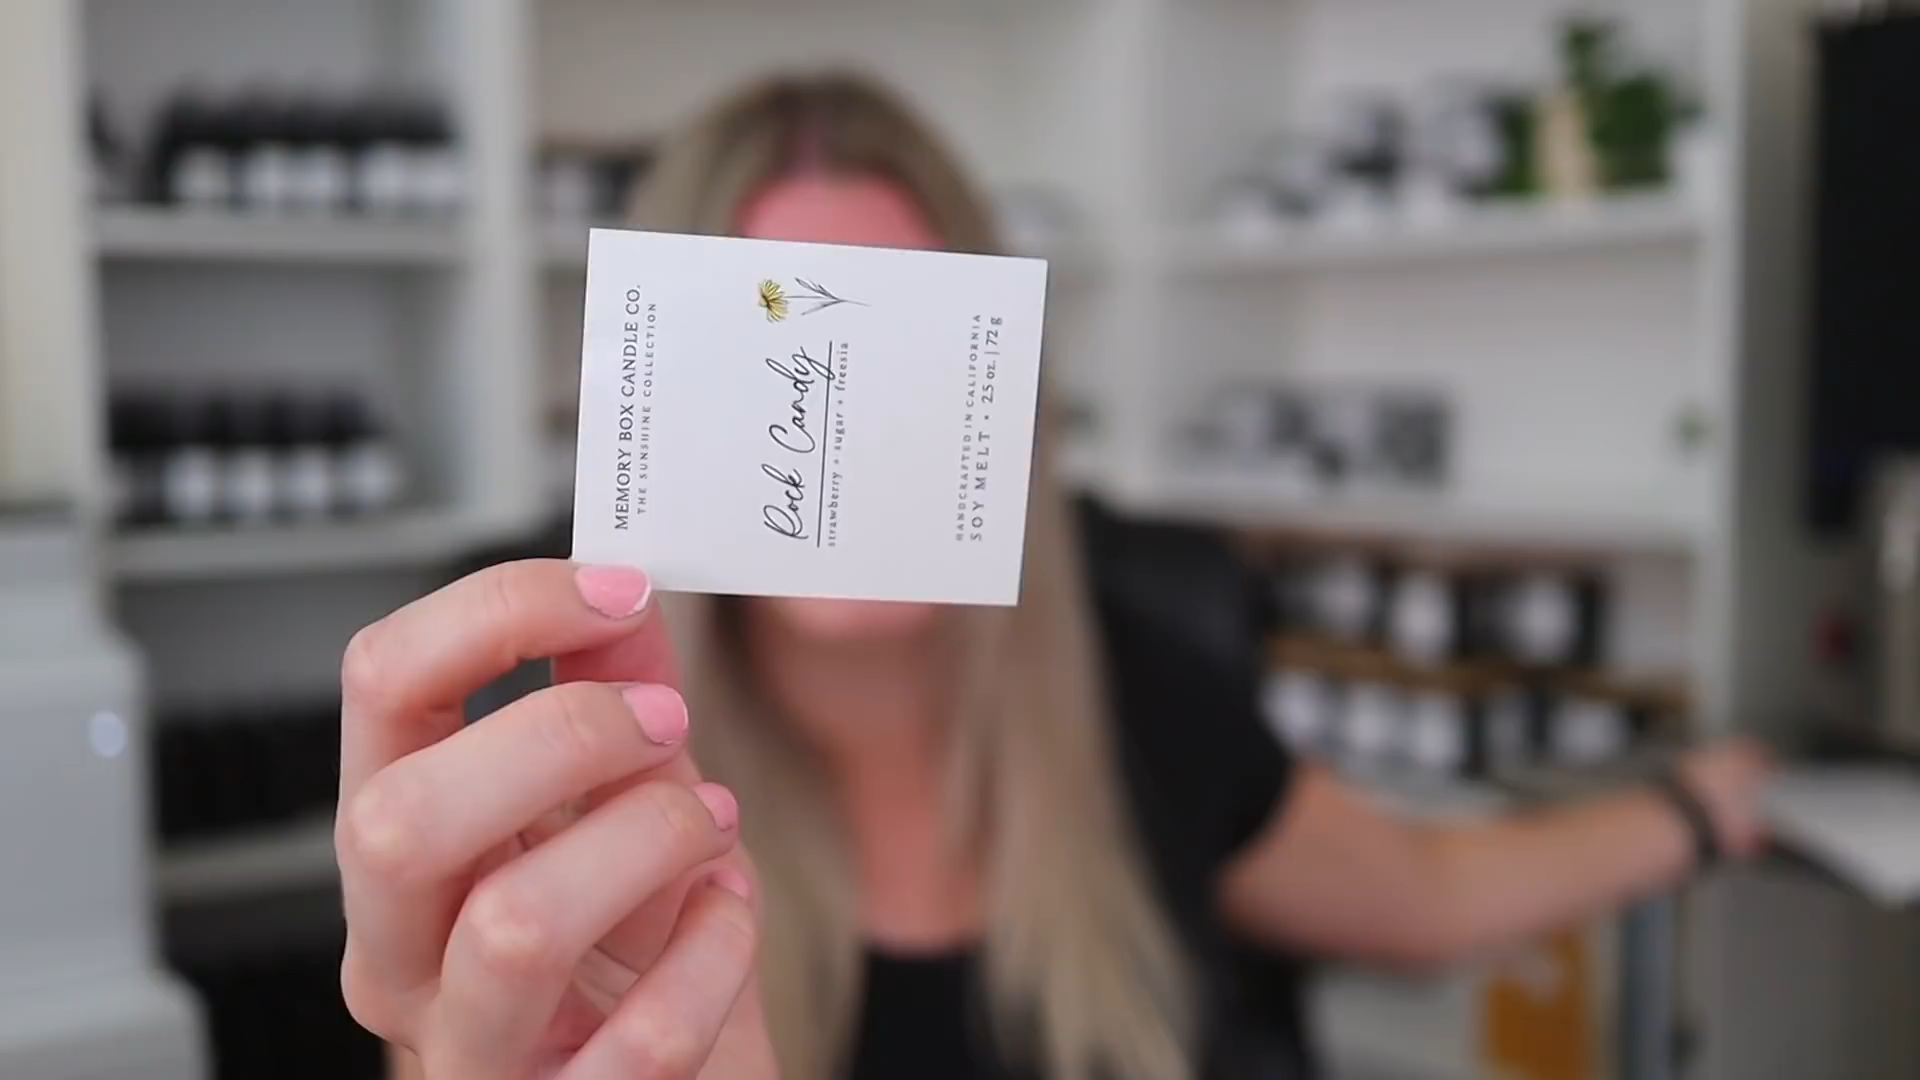 MEMORY BOX CANDLE CO.
THE SUNSHINE COLLECTION
Rock Candy
strawberry + sugar + freesia
HANDCRAFTED IN CALIFORNIA
SOY MELT • 2.5 oz. | 72 g